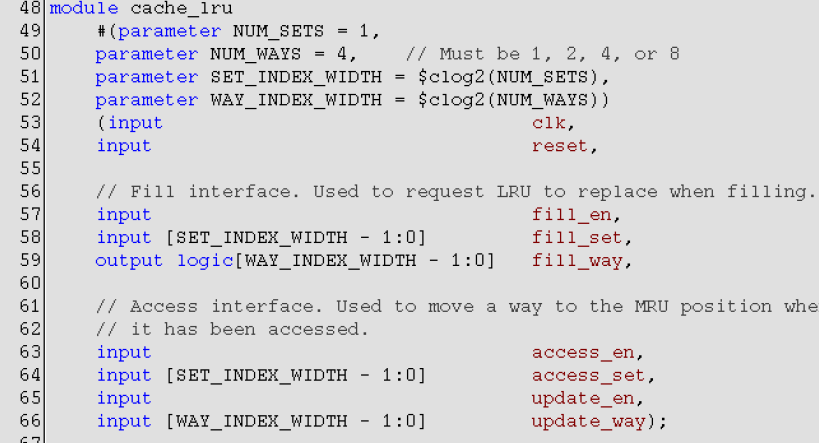 48 module cache_lru
49     #(parameter NUM_SETS = 1,
50     parameter NUM_WAYS = 4,    // Must be 1, 2, 4, or 8
51     parameter SET_INDEX_WIDTH = $clog2(NUM_SETS),
52     parameter WAY_INDEX_WIDTH = $clog2(NUM_WAYS))
53     (input                                clk,
54     input                                 reset,
55
56     // Fill interface. Used to request LRU to replace when filling.
57     input                                 fill_en,
58     input [SET_INDEX_WIDTH - 1:0]         fill_set,
59     output logic[WAY_INDEX_WIDTH - 1:0]   fill_way,
60
61     // Access interface. Used to move a way to the MRU position whe
62     // it has been accessed.
63     input                                 access_en,
64     input [SET_INDEX_WIDTH - 1:0]         access_set,
65     input                                 update_en,
66     input [WAY_INDEX_WIDTH - 1:0]         update_way);